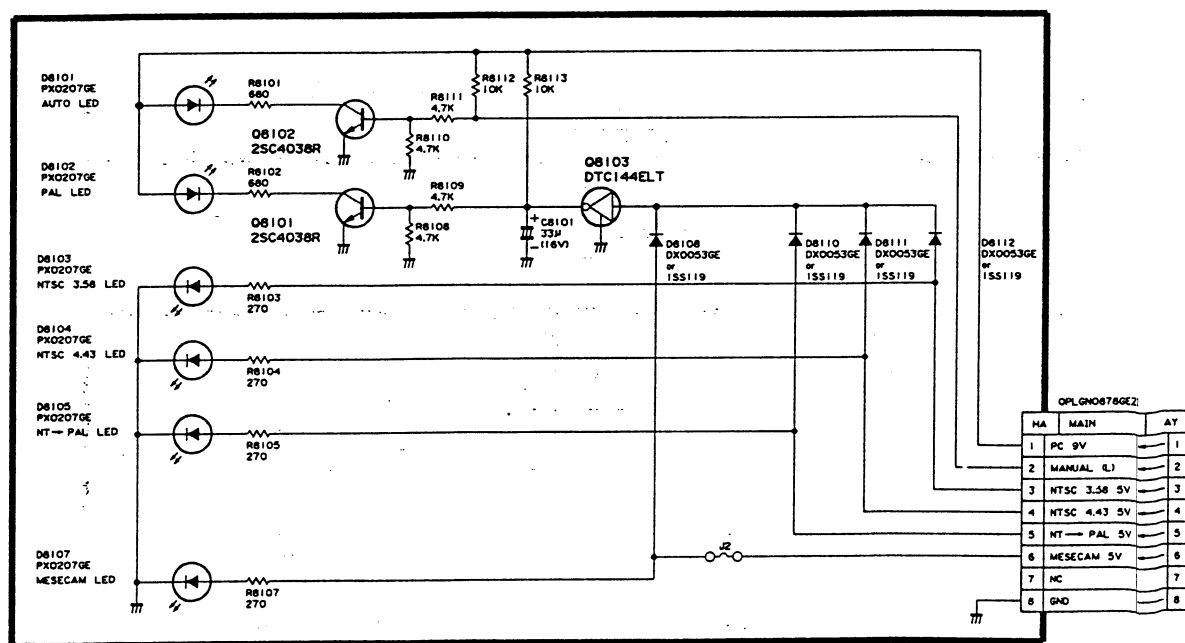 D8101
PX0207GE
AUTO LED
R8101
680
Q8102
2SC4038R
R8111
4.7K
R8110
4.7K
R8112
10K
R8113
10K
D8102
PX0207GE
PAL LED
R8102
680
Q8101
2SC4038R
R8109
4.7K
R8108
4.7K
C8101
33μ
(16V)
+
-
Q8103
DTC144ELT
D8108
DX0053GE
or
1SS119
D8110
DX0053GE
or
1SS119
D8111
DX0053GE
or
1SS119
D8112
DX0053GE
or
1SS119
D8103
PX0207GE
NTSC 3.58 LED
R8103
270
D8104
PX0207GE
NTSC 4.43 LED
R8104
270
D8105
PX0207GE
NT→PAL LED
R8105
270
D8107
PX0207GE
MESECAM LED
R8107
270
J2
QPLGN0878GEZ
HA MAIN AY
1 PC 9V 1
2 MANUAL (L) 2
3 NTSC 3.58 5V 3
4 NTSC 4.43 5V 4
5 NT→PAL 5V 5
6 MESECAM 5V 6
7 NC 7
8 GND 8